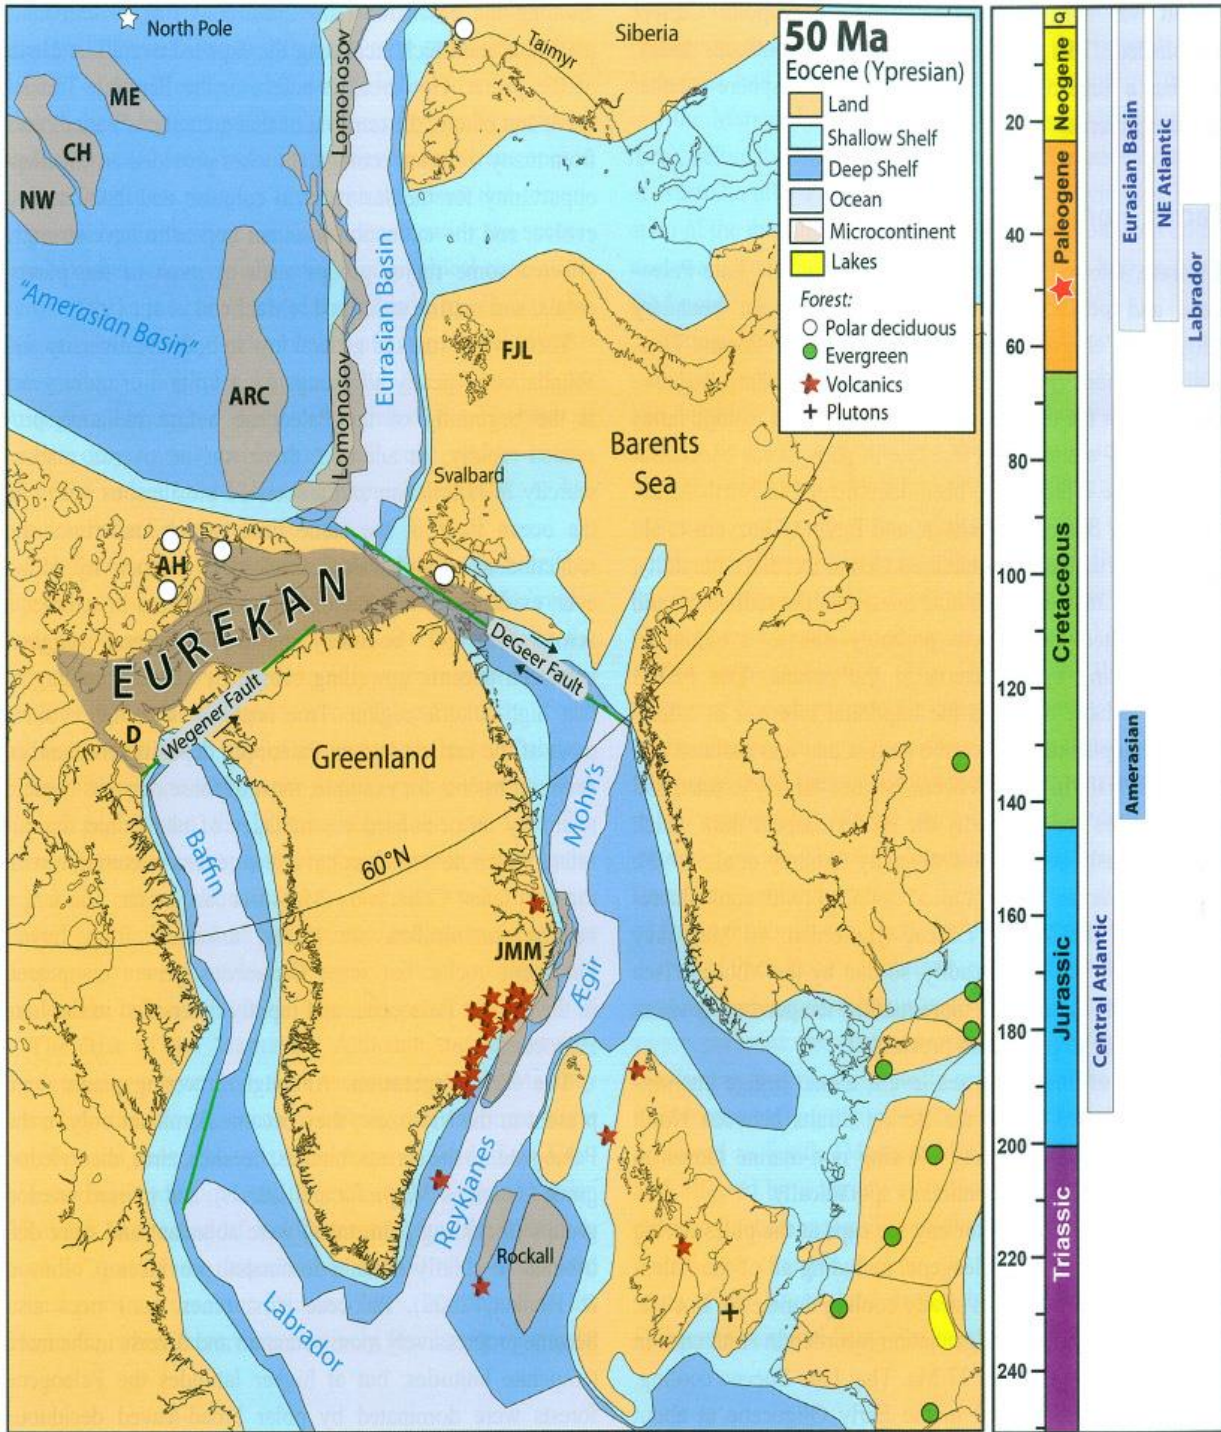 North Pole
ME
CH
NW
"Amerasian Basin"
ARC
Lomonosov
Lomonosov
Eurasian Basin
Taimyr
Siberia
FJL
Barents
Sea
Svalbard
AH
EUREKAN
D
Wegener Fault
DeGeer Fault
Greenland
Baffin
60°N
Mohn's
JMM
Ægir
Reykjanes
Rockall
Labrador
50 Ma
Eocene (Ypresian)
Land
Shallow Shelf
Deep Shelf
Ocean
Microcontinent
Lakes
Forest:
Polar deciduous
Evergreen
Volcanics
Plutons
20
40
60
80
100
120
140
160
180
200
220
240
Q
Neogene
Paleogene
Cretaceous
Jurassic
Triassic
Eurasian Basin
NE Atlantic
Labrador
Amerasian
Central Atlantic